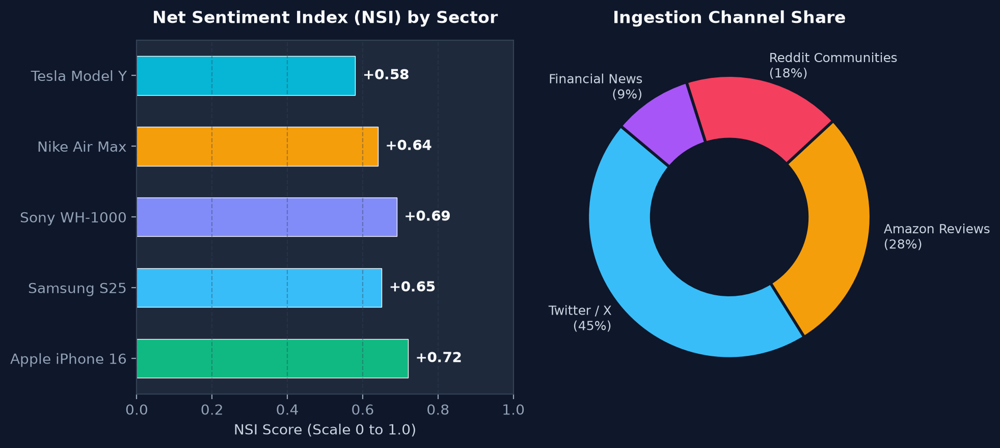 Net Sentiment Index (NSI) by Sector
Tesla Model Y
+0.58
Nike Air Max
+0.64
Sony WH-1000
+0.69
Samsung S25
+0.65
Apple iPhone 16
+0.72
0.0 0.2 0.4 0.6 0.8 1.0
NSI Score (Scale 0 to 1.0)
Ingestion Channel Share
Reddit Communities
(18%)
Financial News
(9%)
Amazon Reviews
(28%)
Twitter / X
(45%)